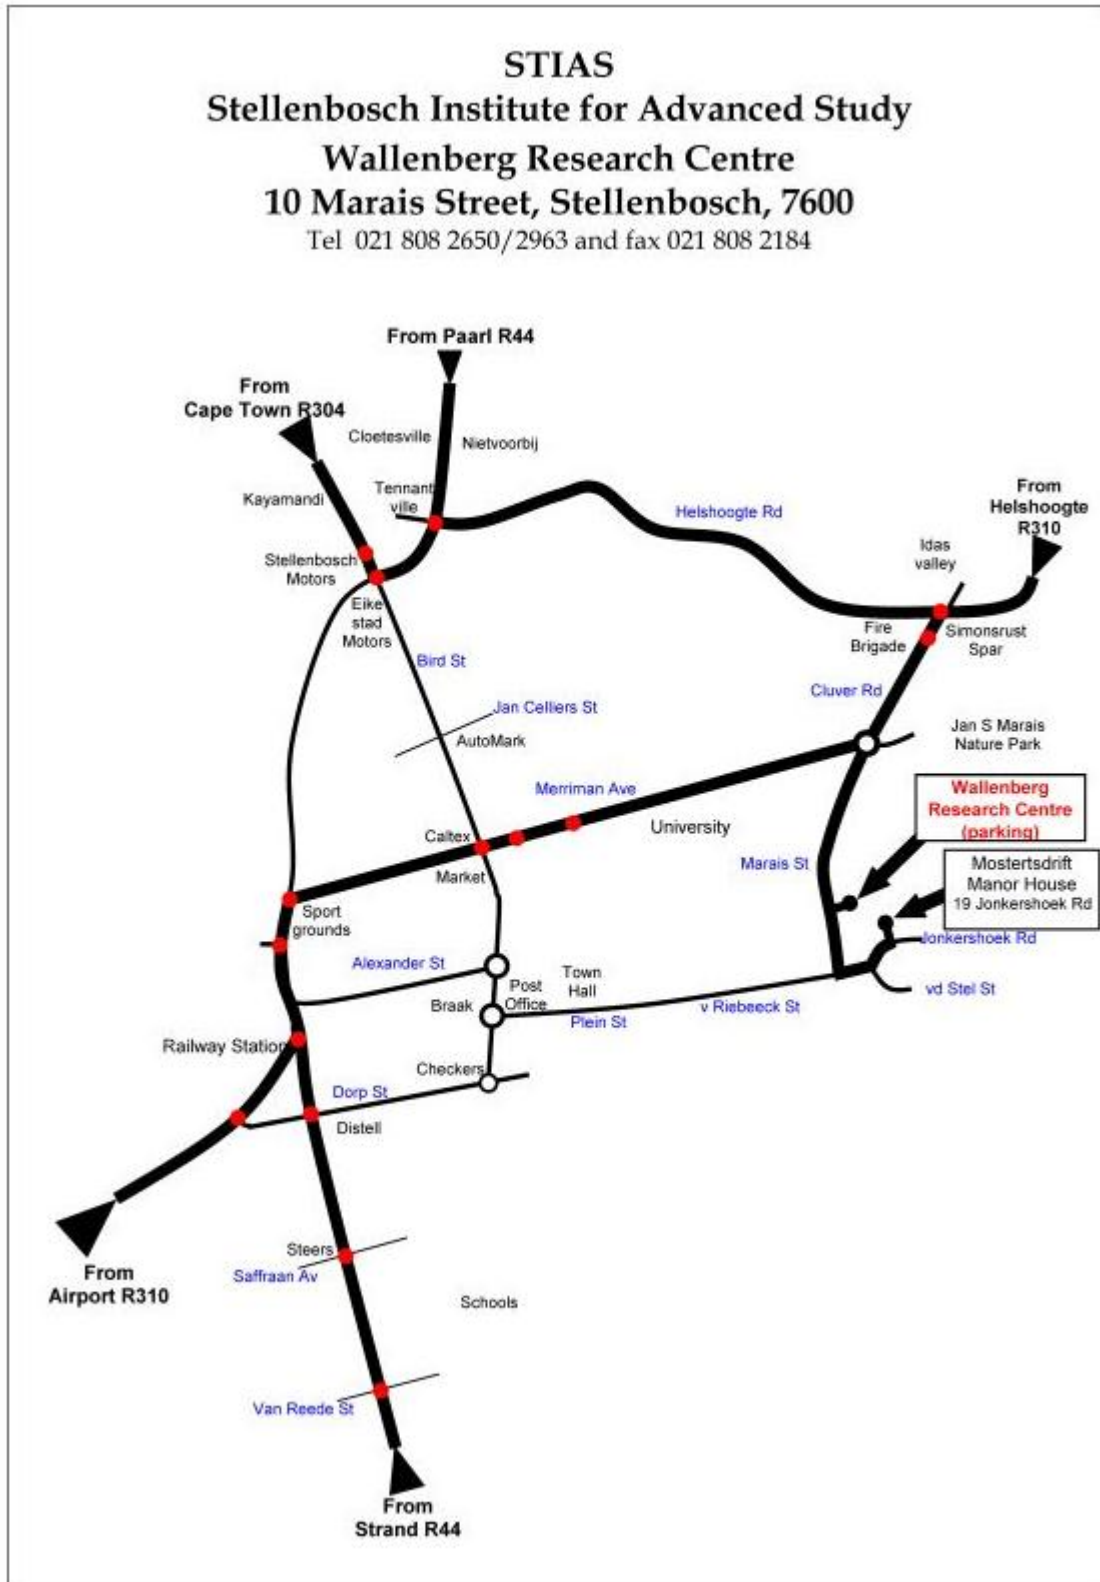 STIAS
Stellenbosch Institute for Advanced Study
Wallenberg Research Centre
10 Marais Street, Stellenbosch, 7600
Tel 021 808 2650/2963 and fax 021 808 2184
From Paarl R44
From
Cape Town R304
Cloetesville
Nietvoorbij
Kayamandi
Tennant
ville
Helshoogte Rd
From
Helshoogte
R310
Idas
valley
Stellenbosch
Motors
Eike
stad
Motors
Fire
Brigade
Simonsrust
Spar
Bird St
Cluver Rd
Jan Celliers St
AutoMark
Jan S Marais
Nature Park
Merriman Ave
Wallenberg
Research Centre
(parking)
Caltex
University
Market
Marais St
Mostertsdrift
Manor House
19 Jonkershoek Rd
Sport
grounds
Jonkershoek Rd
Alexander St
Town
Hall
Post
Office
Braak
vd Stel St
v Riebeeck St
Plein St
Railway Station
Checkers
Dorp St
Distell
Steers
Saffraan Av
From
Airport R310
Schools
Van Reede St
From
Strand R44